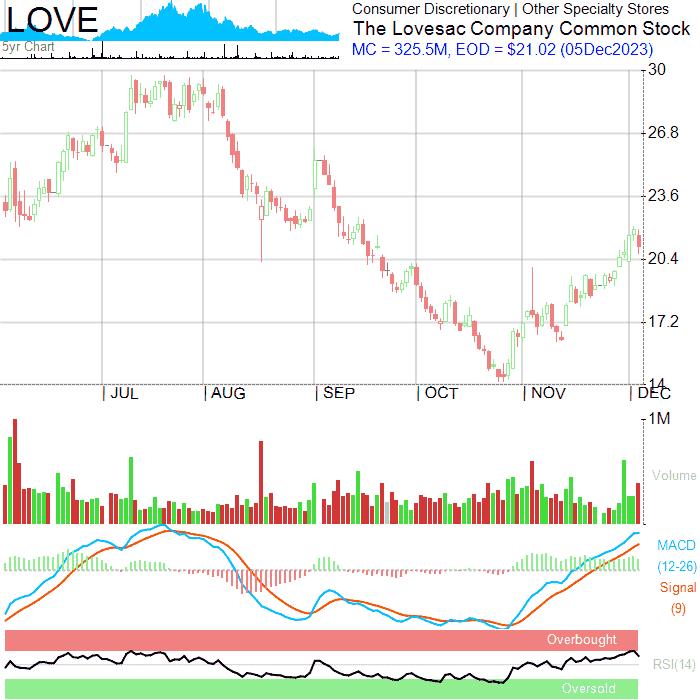 LOVE
5yr Chart
Consumer Discretionary | Other Specialty Stores
The Lovesac Company Common Stock
MC = 325.5M, EOD = $21.02 (05Dec2023)
30
26.8
23.6
20.4
17.2
14
JUL AUG SEP OCT NOV DEC
1M
Volume
MACD
(12-26)
Signal
(9)
Overbought
RSI(14)
Oversold